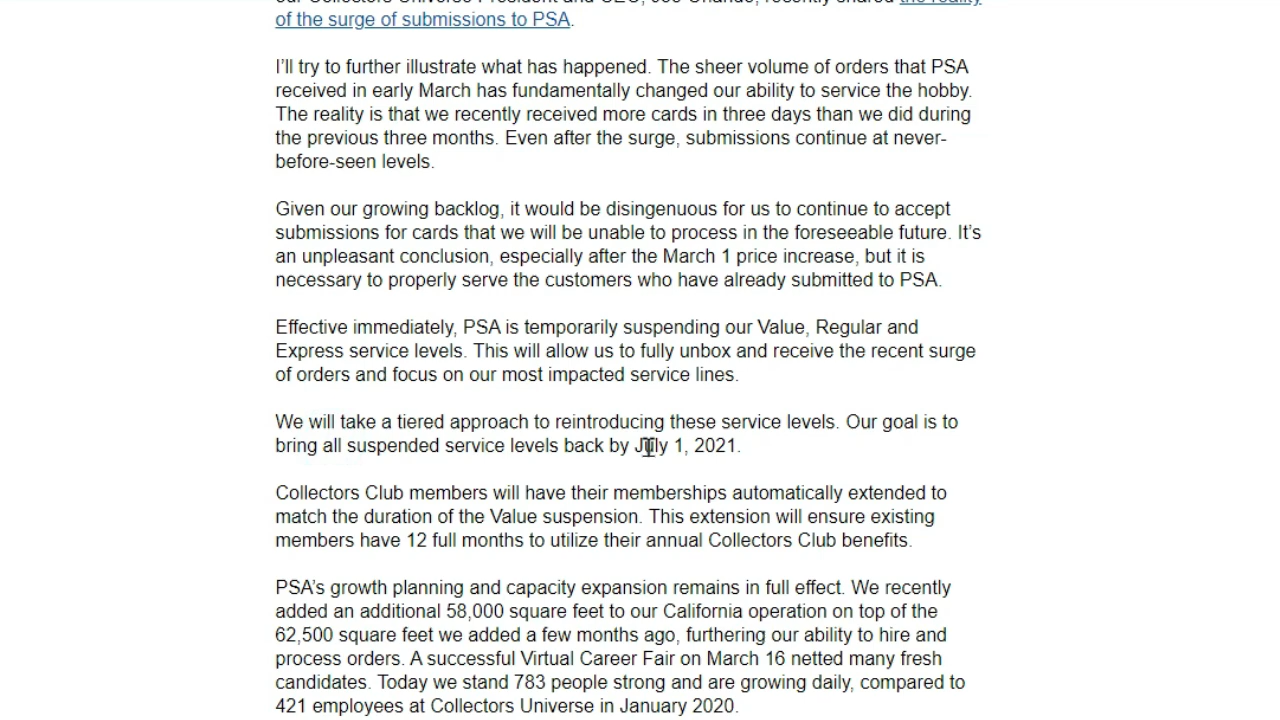 our Collectors Universe President and CEO, Joe Orlando, recently shared the reality
of the surge of submissions to PSA.
I’ll try to further illustrate what has happened. The sheer volume of orders that PSA
received in early March has fundamentally changed our ability to service the hobby.
The reality is that we recently received more cards in three days than we did during
the previous three months. Even after the surge, submissions continue at never-
before-seen levels.
Given our growing backlog, it would be disingenuous for us to continue to accept
submissions for cards that we will be unable to process in the foreseeable future. It’s
an unpleasant conclusion, especially after the March 1 price increase, but it is
necessary to properly serve the customers who have already submitted to PSA.
Effective immediately, PSA is temporarily suspending our Value, Regular and
Express service levels. This will allow us to fully unbox and receive the recent surge
of orders and focus on our most impacted service lines.
We will take a tiered approach to reintroducing these service levels. Our goal is to
bring all suspended service levels back by July 1, 2021.
Collectors Club members will have their memberships automatically extended to
match the duration of the Value suspension. This extension will ensure existing
members have 12 full months to utilize their annual Collectors Club benefits.
PSA’s growth planning and capacity expansion remains in full effect. We recently
added an additional 58,000 square feet to our California operation on top of the
62,500 square feet we added a few months ago, furthering our ability to hire and
process orders. A successful Virtual Career Fair on March 16 netted many fresh
candidates. Today we stand 783 people strong and are growing daily, compared to
421 employees at Collectors Universe in January 2020.